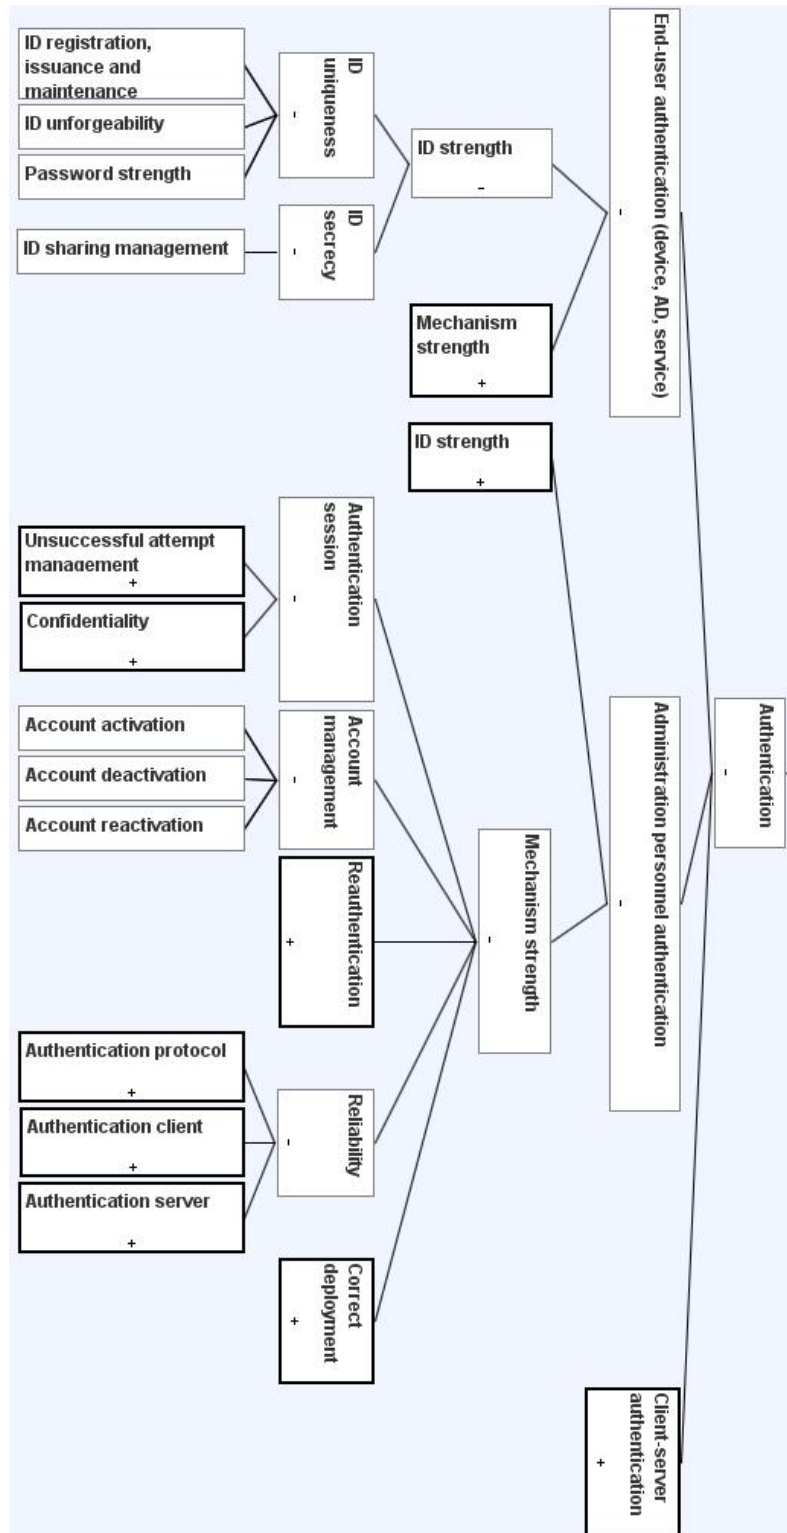 Authentication
-
End-user authentication (device, AD, service)
-
ID strength
-
ID
uniqueness
-
ID registration,
issuance and
maintenance
ID unforgeability
Password strength
ID
secrecy
-
ID sharing management
Mechanism
strength
+
Administration personnel authentication
-
ID strength
+
Mechanism strength
-
Authentication
session
-
Unsuccessful attempt
management
+
Confidentiality
+
Account
management
-
Account activation
Account deactivation
Account reactivation
Reauthentication
+
Reliability
-
Authentication protocol
+
Authentication client
+
Authentication server
+
Correct
deployment
+
Client-server
authentication
+